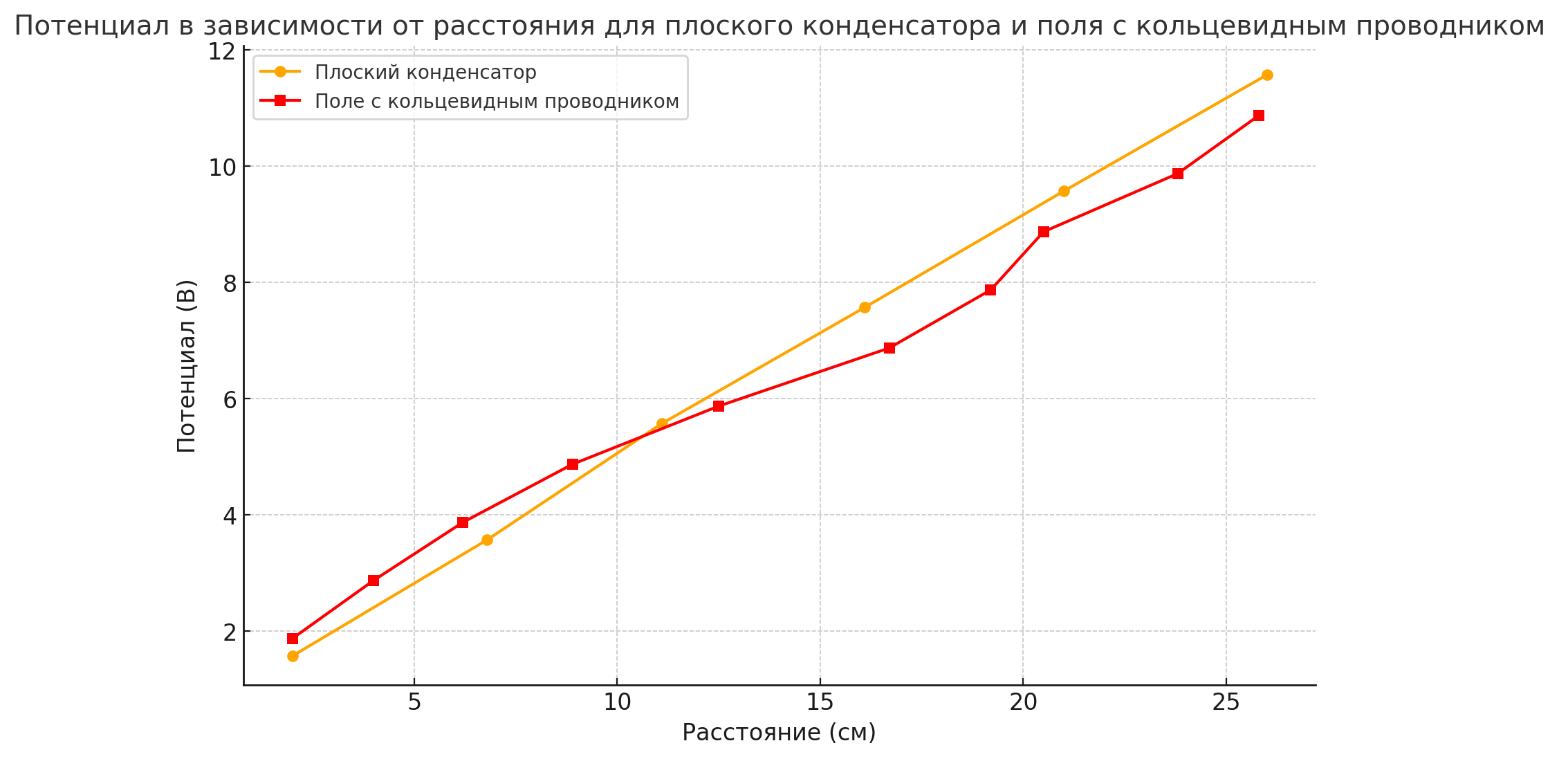 Потенциал в зависимости от расстояния для плоского конденсатора и поля с кольцевидным проводником
12
10
8
6
4
2
Потенциал (В)
Плоский конденсатор
Поле с кольцевидным проводником
5 10 15 20 25
Расстояние (см)